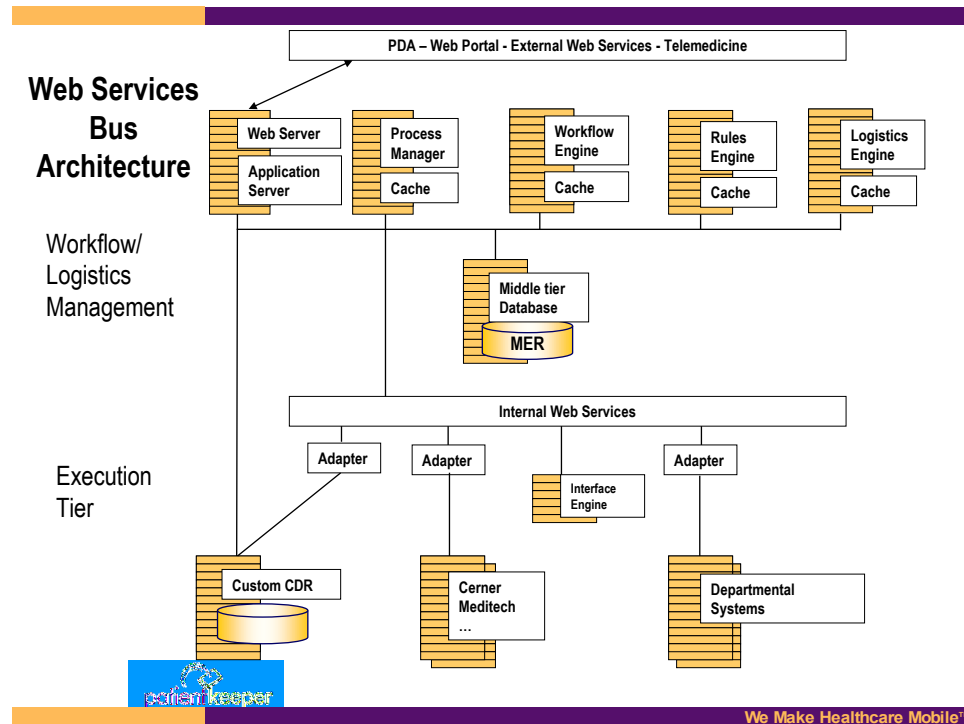 PDA – Web Portal - External Web Services - Telemedicine
Web Services
Bus
Architecture
Web Server
Application
Server
Process
Manager
Cache
Workflow
Engine
Cache
Rules
Engine
Cache
Logistics
Engine
Cache
Workflow/
Logistics
Management
Middle tier
Database
MER
Internal Web Services
Adapter
Adapter
Adapter
Interface
Engine
Execution
Tier
Custom CDR
Cerner
Meditech
…
Departmental
Systems
patientkeeper
We Make Healthcare Mobile™